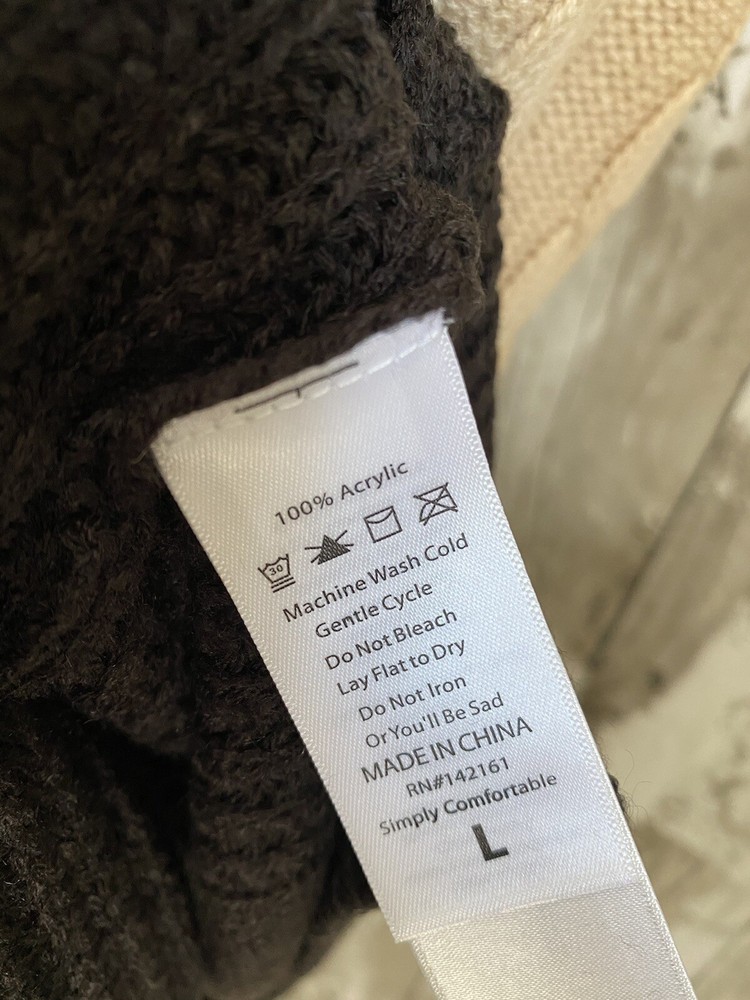 100% Acrylic
30
Machine Wash Cold
Gentle Cycle
Do Not Bleach
Lay Flat to Dry
Do Not Iron
Or You'll Be Sad
MADE IN CHINA
RN#142161
Simply Comfortable
L